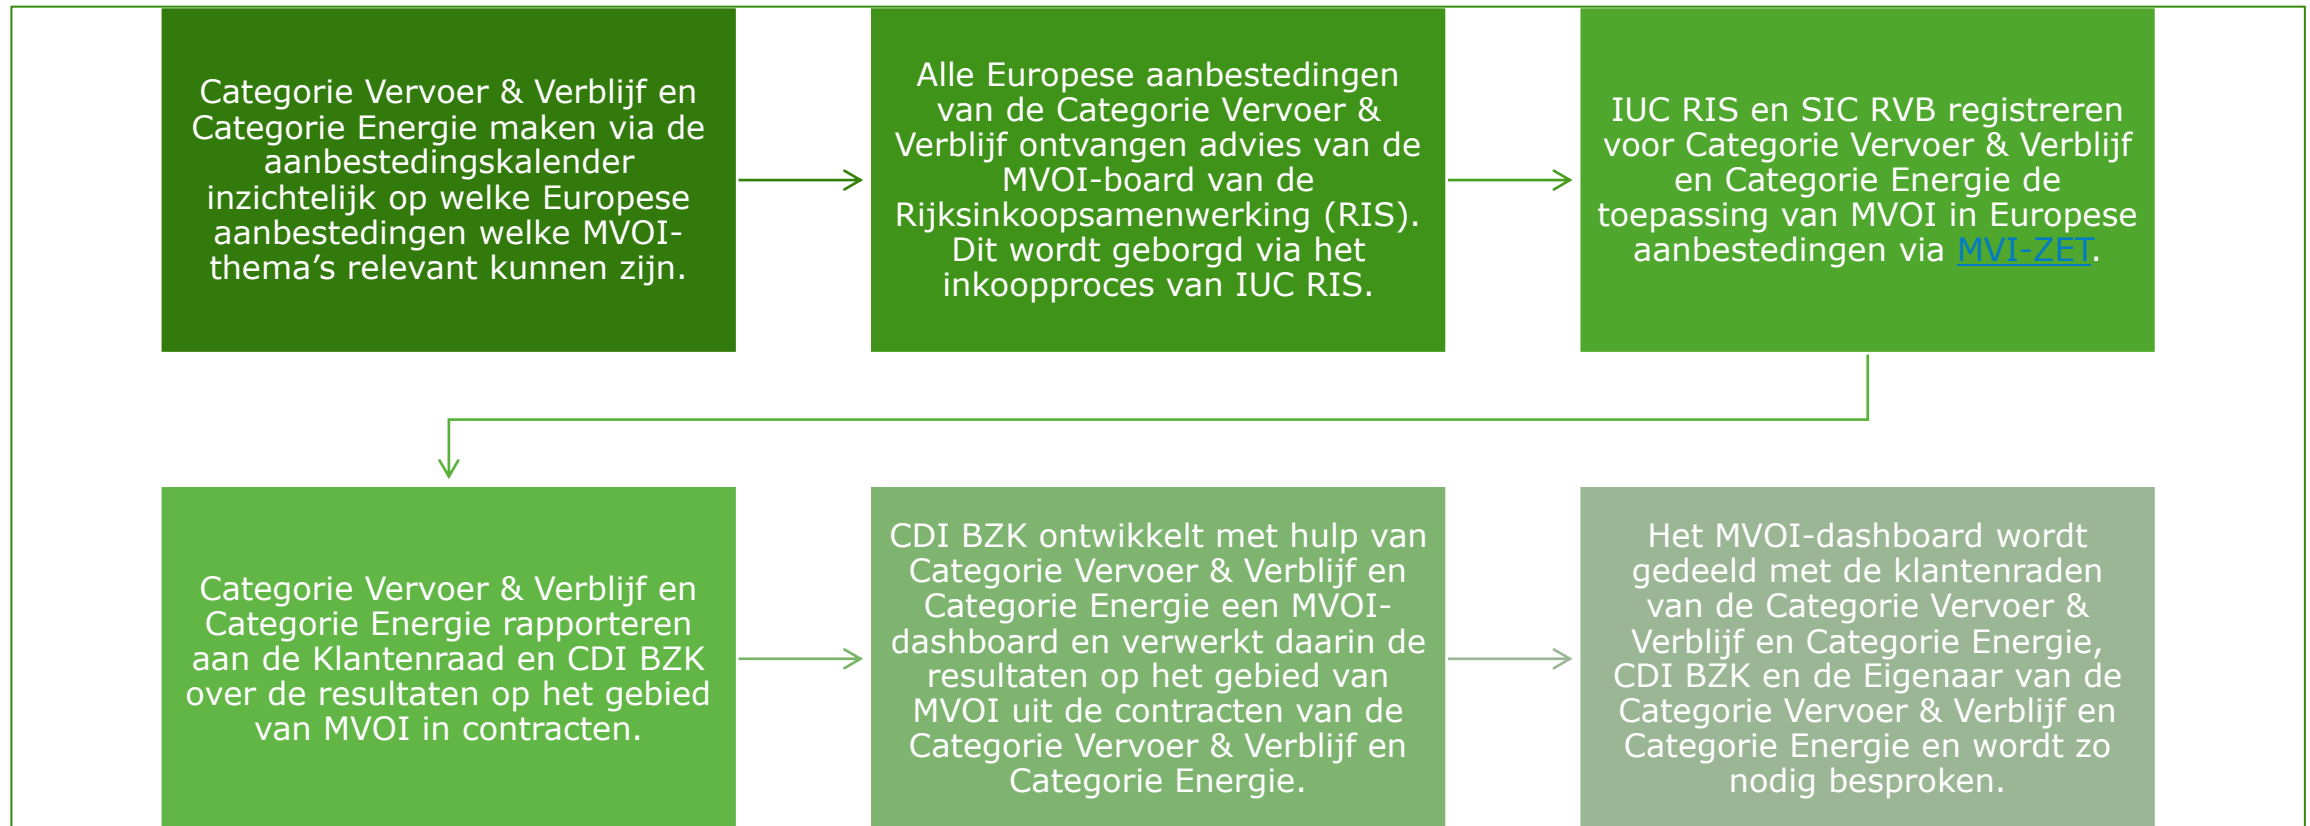 Categorie Vervoer & Verblijf en
Categorie Energie maken via de
aanbestedingskalender
inzichtelijk op welke Europese
aanbestedingen welke MVOI-
thema’s relevant kunnen zijn.
Alle Europese aanbestedingen
van de Categorie Vervoer &
Verblijf ontvangen advies van de
MVOI-board van de
Rijksinkoopsamenwerking (RIS).
Dit wordt geborgd via het
inkoopproces van IUC RIS.
IUC RIS en SIC RVB registreren
voor Categorie Vervoer & Verblijf
en Categorie Energie de
toepassing van MVOI in Europese
aanbestedingen via MVI-ZET.
Categorie Vervoer & Verblijf en
Categorie Energie rapporteren
aan de Klantenraad en CDI BZK
over de resultaten op het gebied
van MVOI in contracten.
CDI BZK ontwikkelt met hulp van
Categorie Vervoer & Verblijf en
Categorie Energie een MVOI-
dashboard en verwerkt daarin de
resultaten op het gebied van
MVOI uit de contracten van de
Categorie Vervoer & Verblijf en
Categorie Energie.
Het MVOI-dashboard wordt
gedeeld met de klantenraden
van de Categorie Vervoer &
Verblijf en Categorie Energie,
CDI BZK en de Eigenaar van de
Categorie Vervoer & Verblijf en
Categorie Energie en wordt zo
nodig besproken.